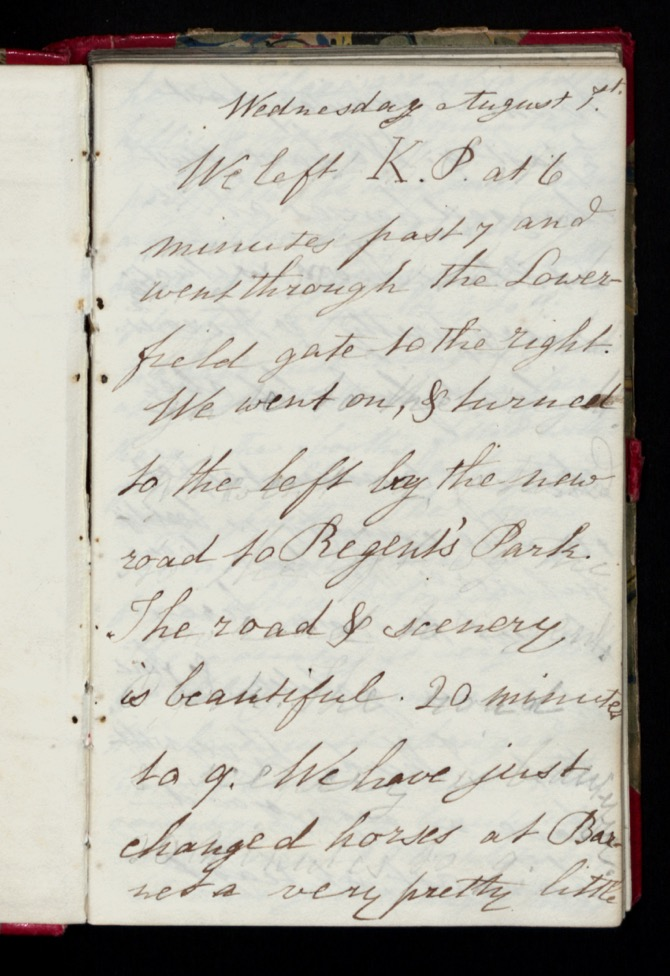 Wednesday August 1st.
We left K. P. at 6
minutes past 7 and
went through the Lower-
field gate to the right.
We went on, & turned
to the left by the new
road to Regent's Park.
The road & scenery
is beautiful. 20 minutes
to 9. We have just
changed horses at Bar-
net a very pretty little